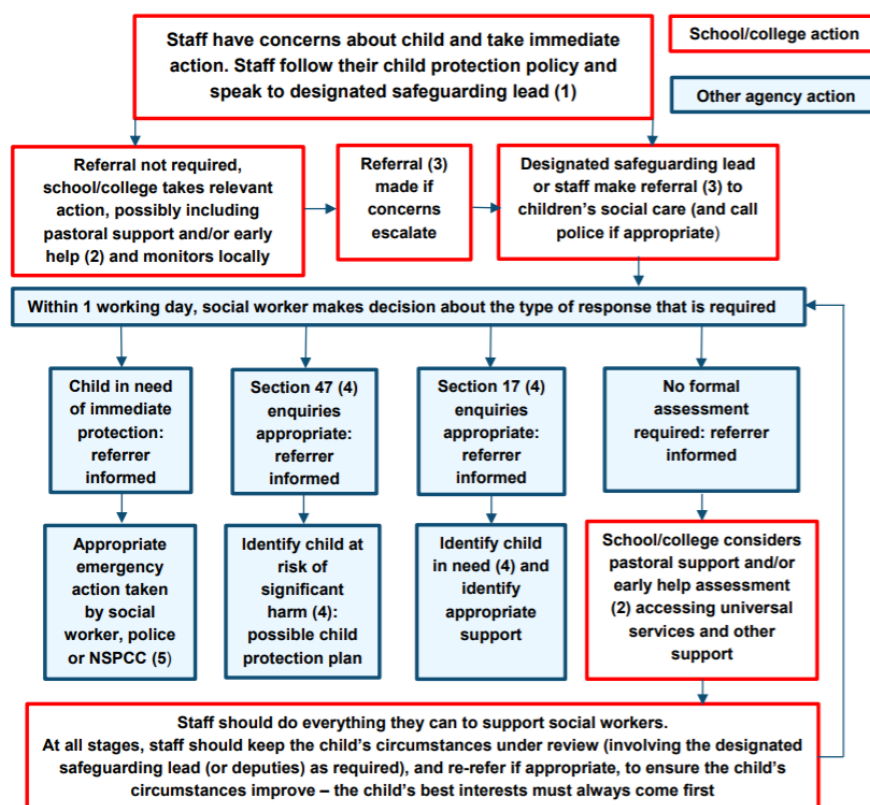 Staff have concerns about child and take immediate
action. Staff follow their child protection policy and
speak to designated safeguarding lead (1)
School/college action
Other agency action
Referral not required,
school/college takes relevant
action, possibly including
pastoral support and/or early
help (2) and monitors locally
Referral (3)
made if
concerns
escalate
Designated safeguarding lead
or staff make referral (3) to
children’s social care (and call
police if appropriate)
Within 1 working day, social worker makes decision about the type of response that is required
Child in need
of immediate
protection:
referrer
informed
Section 47 (4)
enquiries
appropriate:
referrer
informed
Section 17 (4)
enquiries
appropriate:
referrer
informed
No formal
assessment
required: referrer
informed
Appropriate
emergency
action taken
by social
worker, police
or NSPCC (5)
Identify child at
risk of
significant
harm (4):
possible child
protection plan
Identify child
in need (4) and
identify
appropriate
support
School/college considers
pastoral support and/or
early help assessment
(2) accessing universal
services and other
support
Staff should do everything they can to support social workers.
At all stages, staff should keep the child’s circumstances under review (involving the designated
safeguarding lead (or deputies) as required), and re-refer if appropriate, to ensure the child’s
circumstances improve – the child’s best interests must always come first